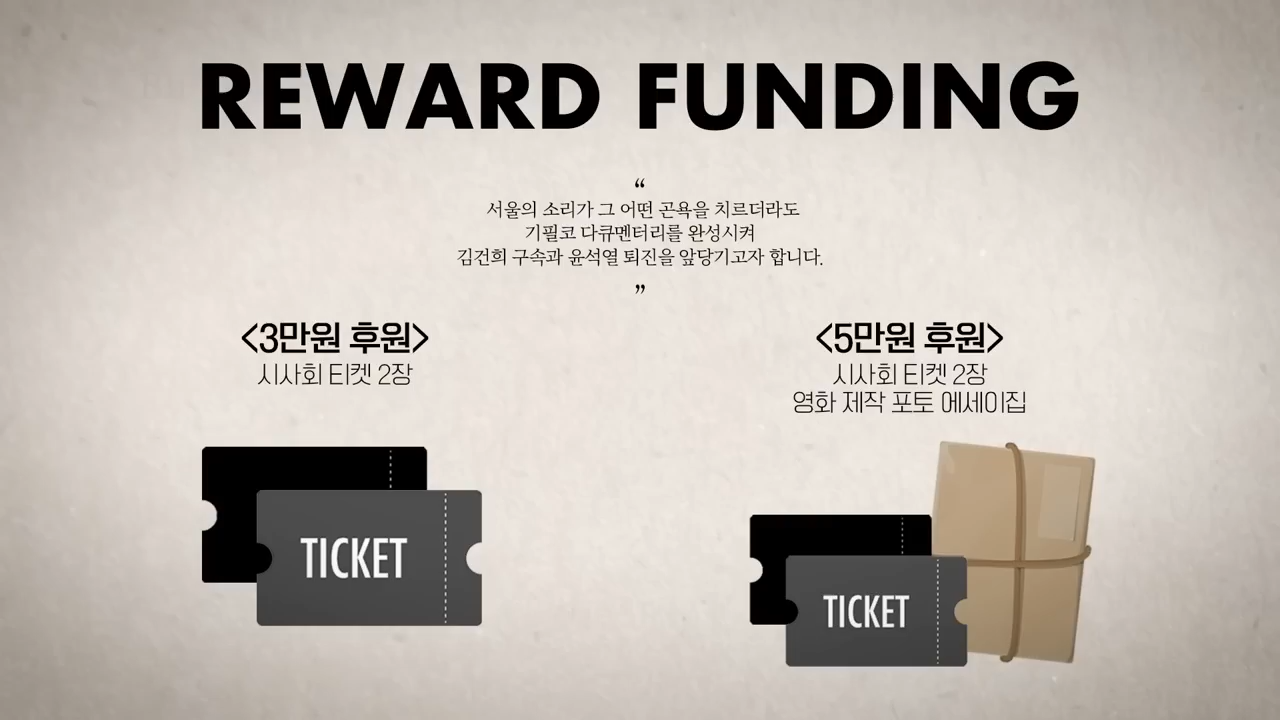 REWARD FUNDING
“
서울의 소리가 그 어떤 곤욕을 치르더라도
기필코 다큐멘터리를 완성시켜
김건희 구속과 윤석열 퇴진을 앞당기고자 합니다.
”
<3만원 후원>
시사회 티켓 2장
<5만원 후원>
시사회 티켓 2장
영화 제작 포토 에세이집
TICKET
TICKET